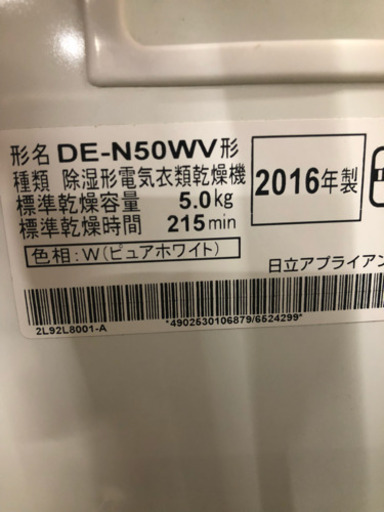 形名 DE-N50WV形
種類 除湿形電気衣類乾燥機
標準乾燥容量 5.0kg
標準乾燥時間 215min
2016年製
色相:W(ピュアホワイト)
日立アプライアン
2L92L8001-A
*4902530106879/6524299*